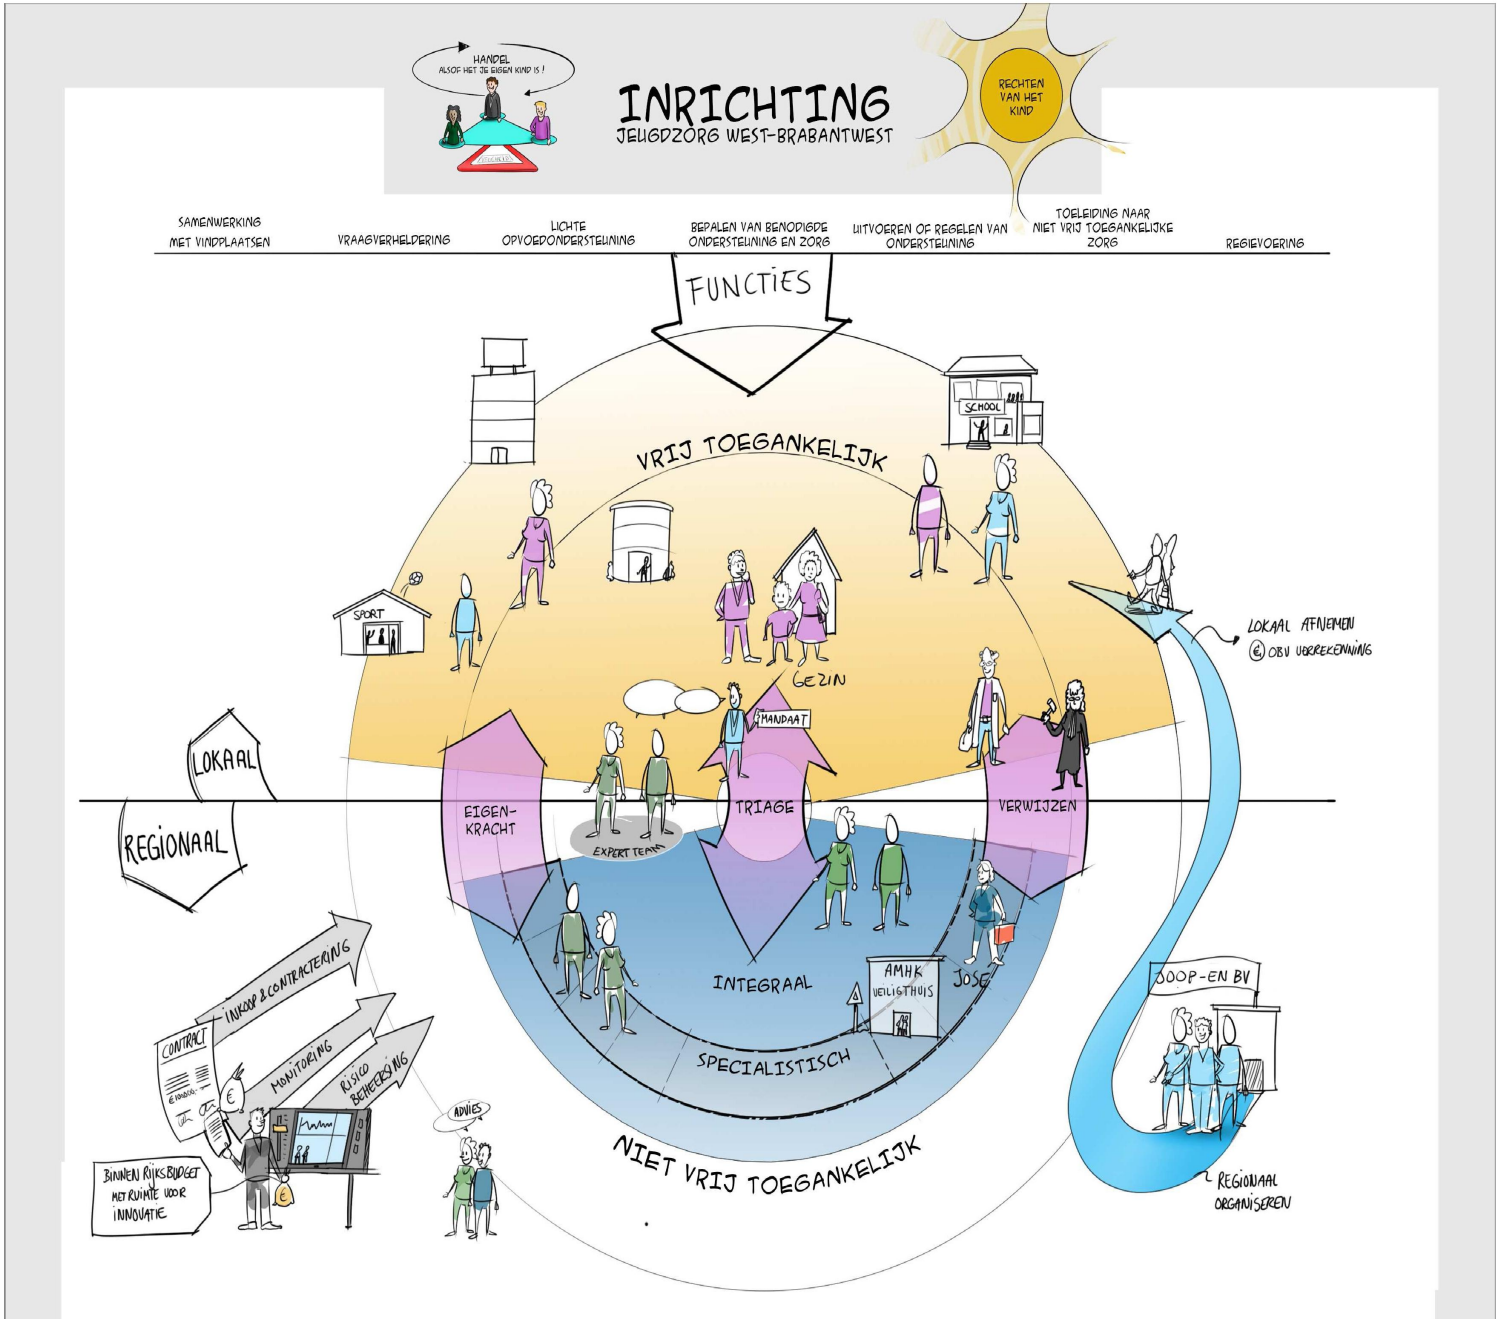 HANDEL
ALSOF HET JE EIGEN KIND IS !
INRICHTING
JEUGDZORG WEST-BRABANTWEST
RECHTEN
VAN HET
KIND
SAMENWERKING
MET VINDPLAATSEN
VRAAGVERHELDERING
LICHTE
OPVOEDONDERSTEUNING
BEPALEN VAN BENODIGDE
ONDERSTEUNING EN ZORG
UITVOEREN OF REGELEN VAN
ONDERSTEUNING
TOELEIDING NAAR
NIET VRIJ TOEGANKELIJKE
ZORG
REGIEVOERING
FUNCTIES
VRIJ TOEGANKELIJK
SCHOOL
SPORT
GEZIN
MANDAAT
LOKAAL AFNEMEN
€ OBV VERREKENNING
LOKAAL
REGIONAAL
EIGEN-
KRACHT
TRIAGE
VERWIJZEN
EXPERT TEAM
INTEGRAAL
AMHK
VEILIGTHUIS
JOSE
SPECIALISTISCH
NIET VRIJ TOEGANKELIJK
JOOP-EN BV
REGIONAAL
ORGANISEREN
INKOOP & CONTRACTERING
MONITORING
RISICO
BEHEERSING
CONTRACT
€
€
BINNEN RIJKSBUDGET
MET RUIMTE VOOR
INNOVATIE
ADVIES